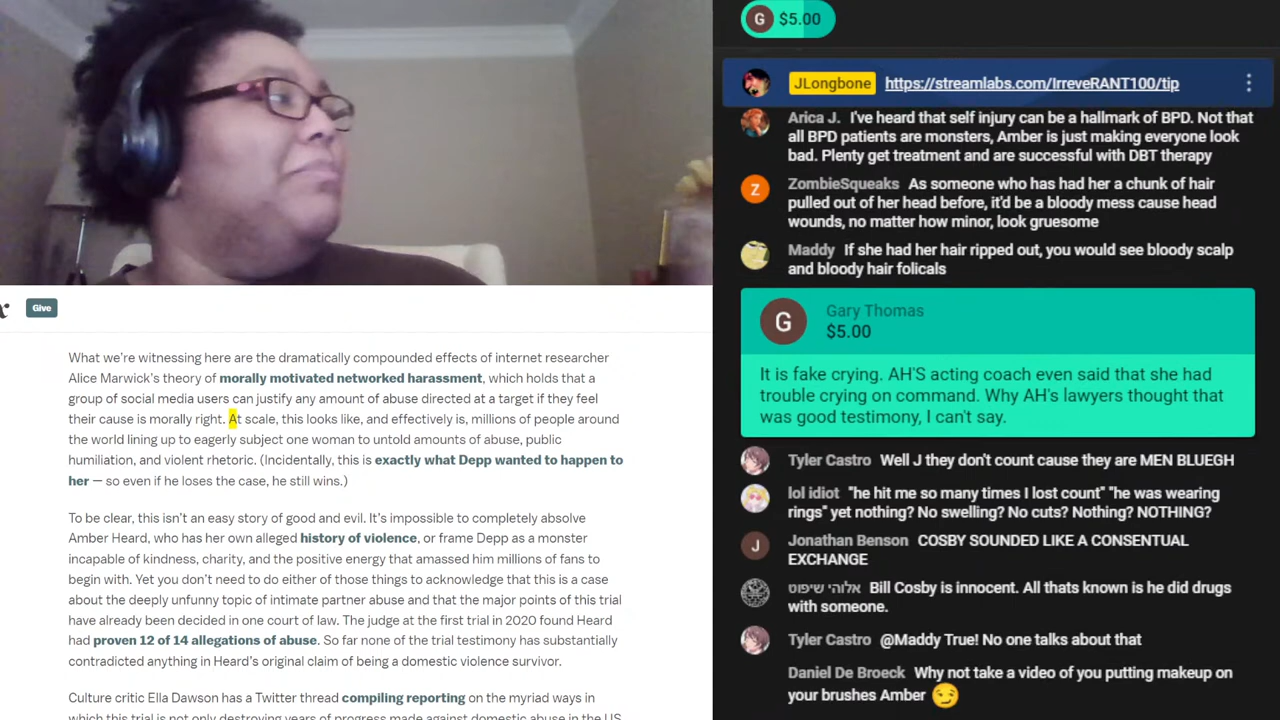 G $5.00
JLongbone https://streamlabs.com/IrreveRANT100/tip
Arica J. I've heard that self injury can be a hallmark of BPD. Not that
all BPD patients are monsters, Amber is just making everyone look
bad. Plenty get treatment and are successful with DBT therapy
Z ZombieSqueaks As someone who has had her a chunk of hair
pulled out of her head before, it'd be a bloody mess cause head
wounds, no matter how minor, look gruesome
Maddy If she had her hair ripped out, you would see bloody scalp
and bloody hair folicals
G Gary Thomas
$5.00
It is fake crying. AH'S acting coach even said that she had
trouble crying on command. Why AH's lawyers thought that
was good testimony, I can't say.
Tyler Castro Well J they don't count cause they are MEN BLUEGH
lol idiot "he hit me so many times I lost count" "he was wearing
rings" yet nothing? No swelling? No cuts? Nothing? NOTHING?
J Jonathan Benson COSBY SOUNDED LIKE A CONSENTUAL
EXCHANGE
אלוהי שיפוט Bill Cosby is innocent. All thats known is he did drugs
with someone.
Tyler Castro @Maddy True! No one talks about that
Daniel De Broeck Why not take a video of you putting makeup on
your brushes Amber 😏
Give
What we're witnessing here are the dramatically compounded effects of internet researcher
Alice Marwick's theory of morally motivated networked harassment, which holds that a
group of social media users can justify any amount of abuse directed at a target if they feel
their cause is morally right. At scale, this looks like, and effectively is, millions of people around
the world lining up to eagerly subject one woman to untold amounts of abuse, public
humiliation, and violent rhetoric. (Incidentally, this is exactly what Depp wanted to happen to
her — so even if he loses the case, he still wins.)
To be clear, this isn't an easy story of good and evil. It's impossible to completely absolve
Amber Heard, who has her own alleged history of violence, or frame Depp as a monster
incapable of kindness, charity, and the positive energy that amassed him millions of fans to
begin with. Yet you don't need to do either of those things to acknowledge that this is a case
about the deeply unfunny topic of intimate partner abuse and that the major points of this trial
have already been decided in one court of law. The judge at the first trial in 2020 found Heard
had proven 12 of 14 allegations of abuse. So far none of the trial testimony has substantially
contradicted anything in Heard's original claim of being a domestic violence survivor.
Culture critic Ella Dawson has a Twitter thread compiling reporting on the myriad ways in
which this trial is not only destroying years of progress made against domestic abuse in the US